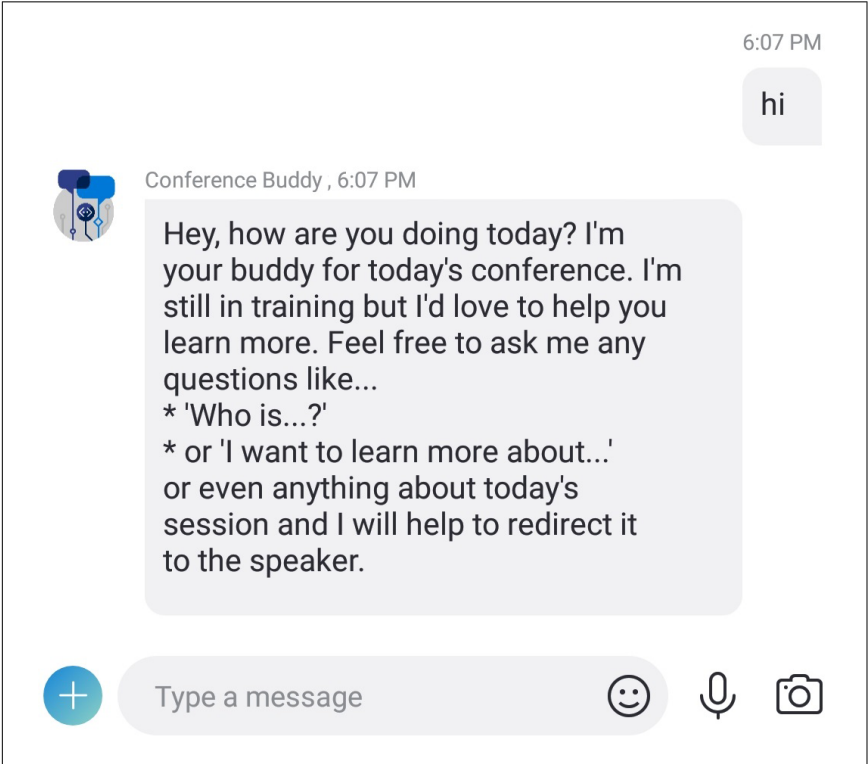 6:07 PM
hi
Conference Buddy , 6:07 PM
Hey, how are you doing today? I'm
your buddy for today's conference. I'm
still in training but I'd love to help you
learn more. Feel free to ask me any
questions like...
* 'Who is...?'
* or 'I want to learn more about...'
or even anything about today's
session and I will help to redirect it
to the speaker.
Type a message